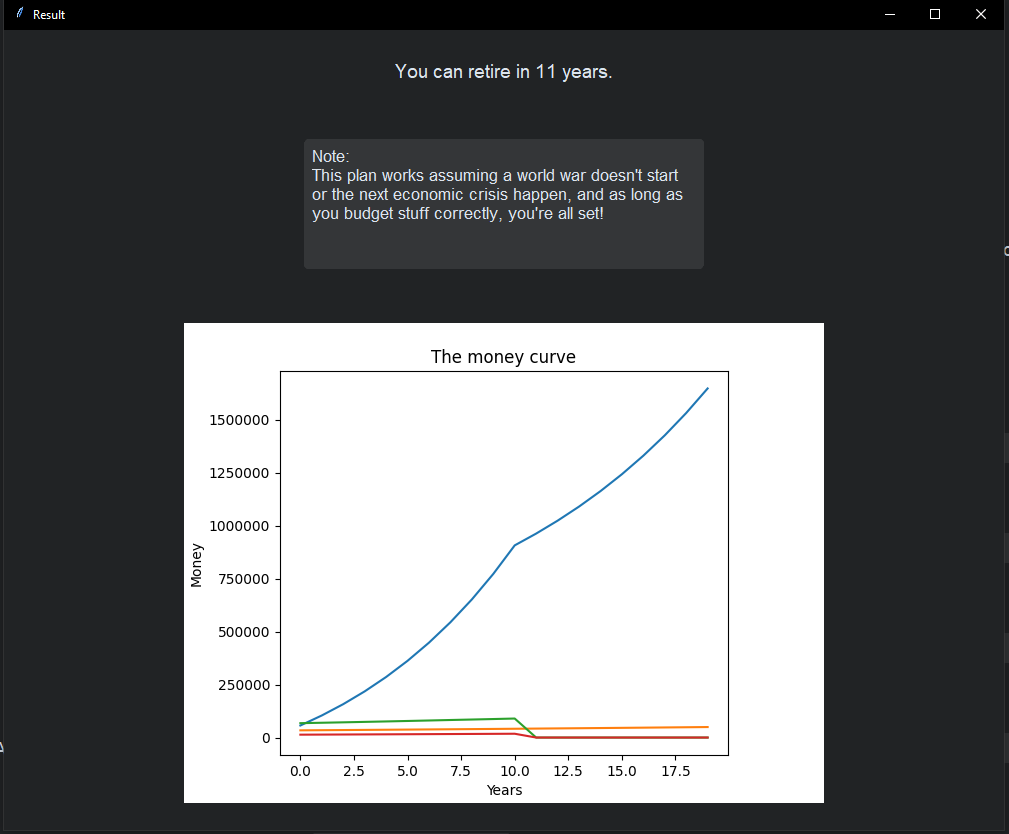 Result
You can retire in 11 years.
Note:
This plan works assuming a world war doesn't start
or the next economic crisis happen, and as long as
you budget stuff correctly, you're all set!
The money curve
1500000
1250000
1000000
750000
500000
250000
0
Money
0.0 2.5 5.0 7.5 10.0 12.5 15.0 17.5
Years